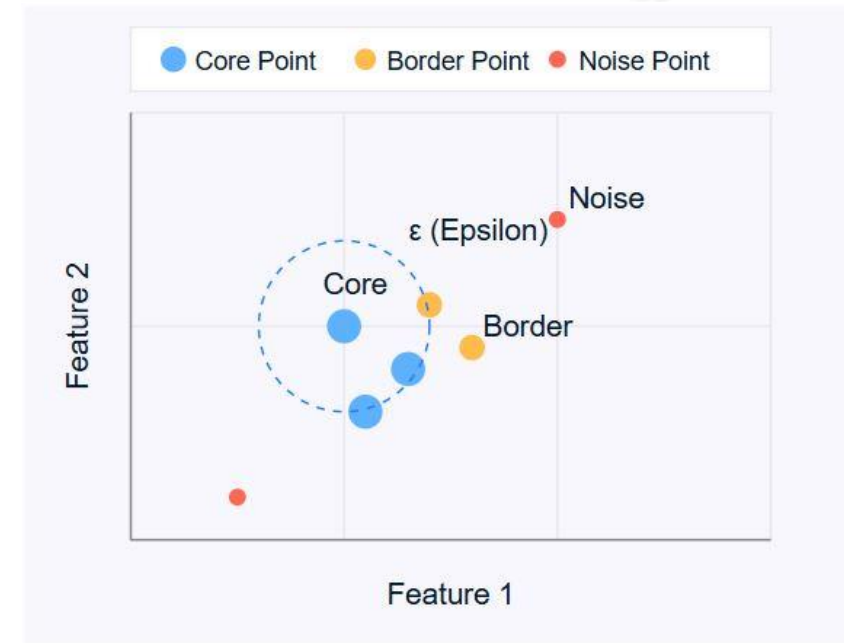 Core Point Border Point Noise Point
Noise
ε (Epsilon)
Core
Border
Feature 2
Feature 1